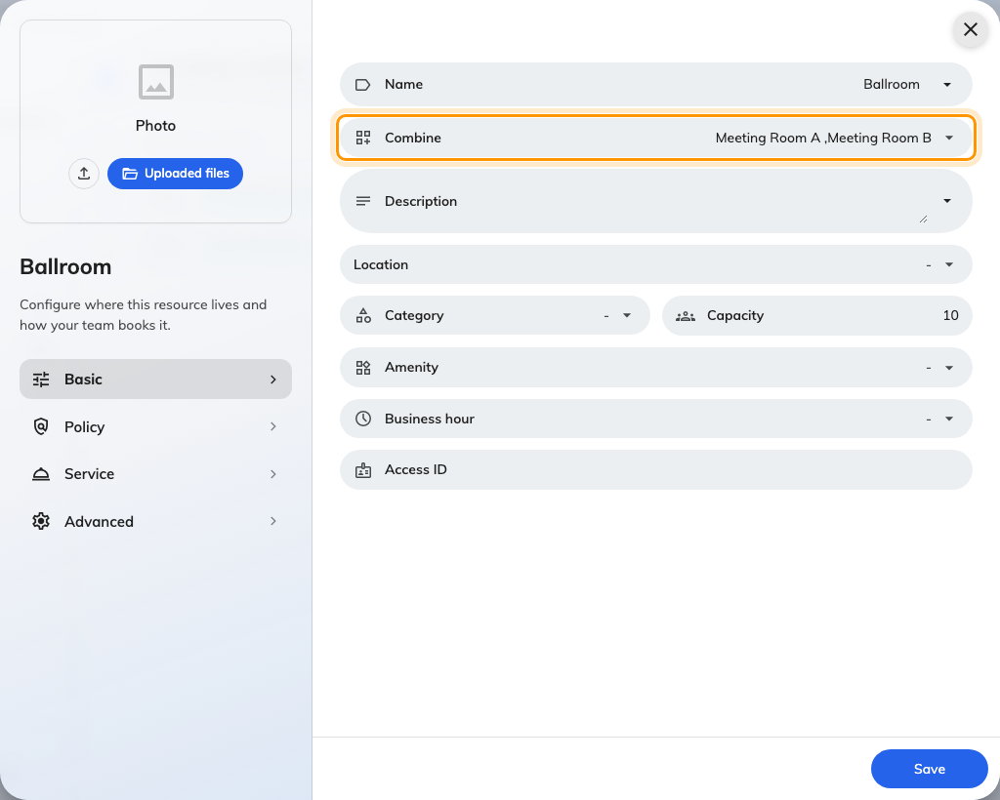 Photo
Uploaded files
Ballroom
Configure where this resource lives and
how your team books it.
Basic
Policy
Service
Advanced
Name Ballroom
Combine Meeting Room A ,Meeting Room B
Description
Location -
Category - Capacity 10
Amenity -
Business hour -
Access ID
Save